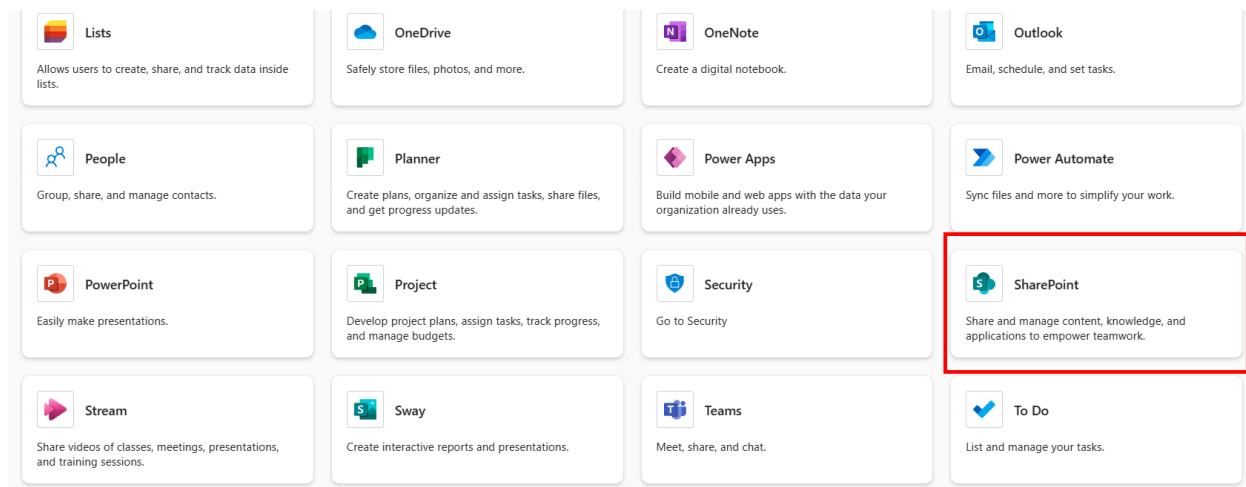 Lists
Allows users to create, share, and track data inside
lists.
OneDrive
Safely store files, photos, and more.
N
OneNote
Create a digital notebook.
O
Outlook
Email, schedule, and set tasks.
People
Group, share, and manage contacts.
Planner
Create plans, organize and assign tasks, share files,
and get progress updates.
Power Apps
Build mobile and web apps with the data your
organization already uses.
Power Automate
Sync files and more to simplify your work.
P
PowerPoint
Easily make presentations.
P
Project
Develop project plans, assign tasks, track progress,
and manage budgets.
Security
Go to Security
S
SharePoint
Share and manage content, knowledge, and
applications to empower teamwork.
Stream
Share videos of classes, meetings, presentations,
and training sessions.
S
Sway
Create interactive reports and presentations.
T
Teams
Meet, share, and chat.
To Do
List and manage your tasks.